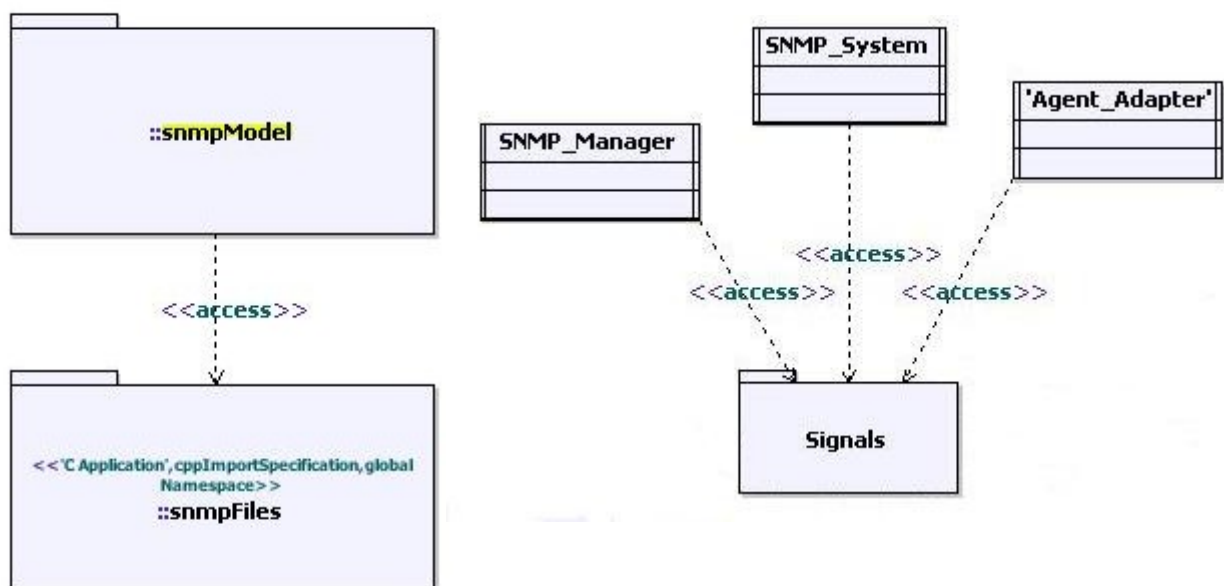 ::snmpModel
<<access>>
<<'C Application',cppImportSpecification,global
Namespace>>
::snmpFiles
SNMP_Manager
SNMP_System
'Agent_Adapter'
<<access>>
<<access>>
<<access>>
Signals